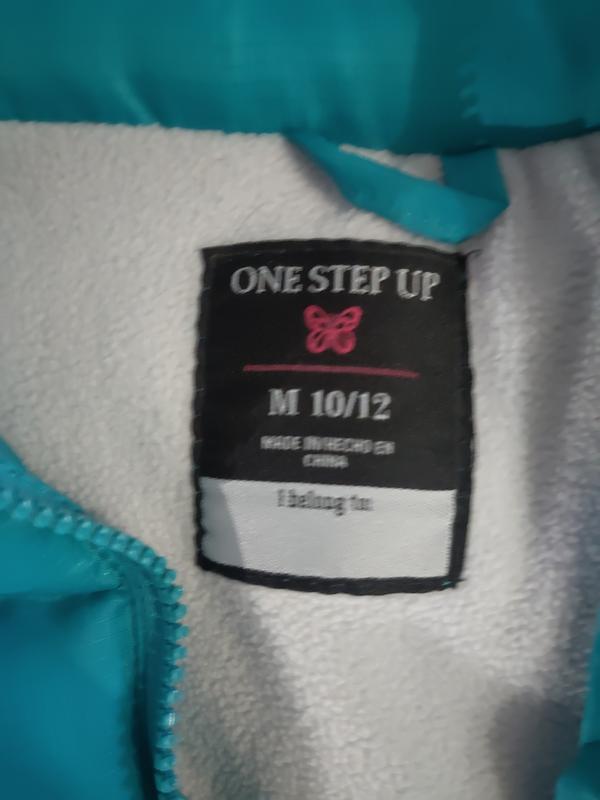 ONE STEP UP
M 10/12
MADE IN/HECHO EN
CHINA
I belong to: